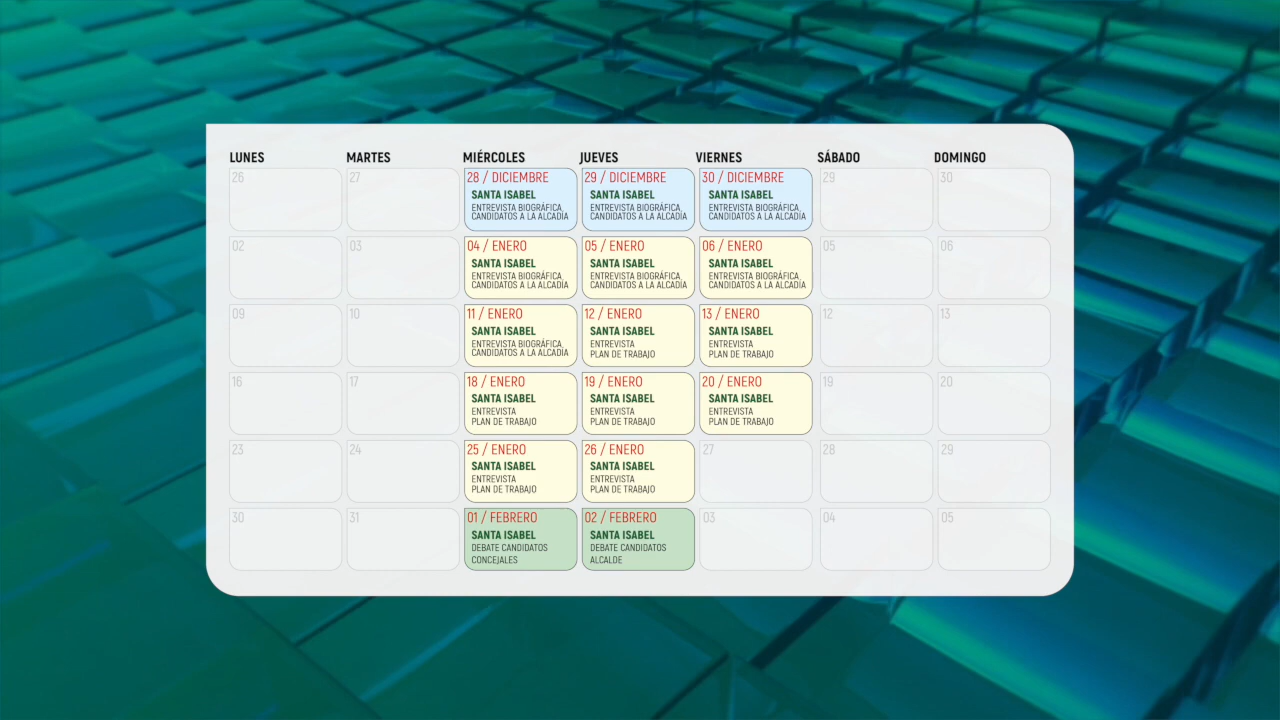 LUNES MARTES MIÉRCOLES JUEVES VIERNES SÁBADO DOMINGO
26
27
28 / DICIEMBRE
SANTA ISABEL
ENTREVISTA BIOGRÁFICA,
CANDIDATOS A LA ALCADÍA
29 / DICIEMBRE
SANTA ISABEL
ENTREVISTA BIOGRÁFICA,
CANDIDATOS A LA ALCADÍA
30 / DICIEMBRE
SANTA ISABEL
ENTREVISTA BIOGRÁFICA,
CANDIDATOS A LA ALCADÍA
29
30
02
03
04 / ENERO
SANTA ISABEL
ENTREVISTA BIOGRÁFICA,
CANDIDATOS A LA ALCADÍA
05 / ENERO
SANTA ISABEL
ENTREVISTA BIOGRÁFICA,
CANDIDATOS A LA ALCADÍA
06 / ENERO
SANTA ISABEL
ENTREVISTA BIOGRÁFICA,
CANDIDATOS A LA ALCADÍA
05
06
09
10
11 / ENERO
SANTA ISABEL
ENTREVISTA BIOGRÁFICA,
CANDIDATOS A LA ALCADÍA
12 / ENERO
SANTA ISABEL
ENTREVISTA
PLAN DE TRABAJO
13 / ENERO
SANTA ISABEL
ENTREVISTA
PLAN DE TRABAJO
12
13
16
17
18 / ENERO
SANTA ISABEL
ENTREVISTA
PLAN DE TRABAJO
19 / ENERO
SANTA ISABEL
ENTREVISTA
PLAN DE TRABAJO
20 / ENERO
SANTA ISABEL
ENTREVISTA
PLAN DE TRABAJO
19
20
23
24
25 / ENERO
SANTA ISABEL
ENTREVISTA
PLAN DE TRABAJO
26 / ENERO
SANTA ISABEL
ENTREVISTA
PLAN DE TRABAJO
27
28
29
30
31
01 / FEBRERO
SANTA ISABEL
DEBATE CANDIDATOS
CONCEJALES
02 / FEBRERO
SANTA ISABEL
DEBATE CANDIDATOS
ALCALDE
03
04
05